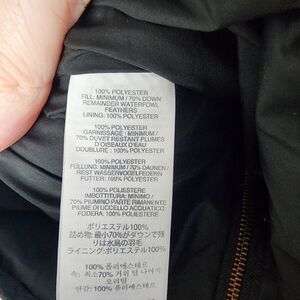 100% POLYESTER
FILL: MINIMUM / 70% DOWN
REMAINDER WATERFOWL
FEATHERS
LINING: 100% POLYESTER
100% POLYESTER
GARNISSAGE: MINIMUM /
70% DUVET RESTANT PLUMES
D'OISEAUX D'EAU
DOUBLURE : 100% POLYESTER
100% POLYESTER
FÜLLUNG: MINIMUM / 70% DAUNEN
REST WASSERVOGELFEDERN
FUTTER: 100% POLYESTER
100% POLIESTERE
IMBOTTITURA: MINIMO /
70% PIUMINO PARTE RIMANENTE
PIUME DI UCCELLO ACQUATICO
FODERA: 100% POLIESTERE
ポリエステル100%
詰め物: 最小70%がダウンで残
りは水鳥の羽毛
ライニング:ポリエステル100%
100% 폴리에스테르
속: 최소70% 거위 털 나머지
오리털
안감: 100% 폴리에스테르